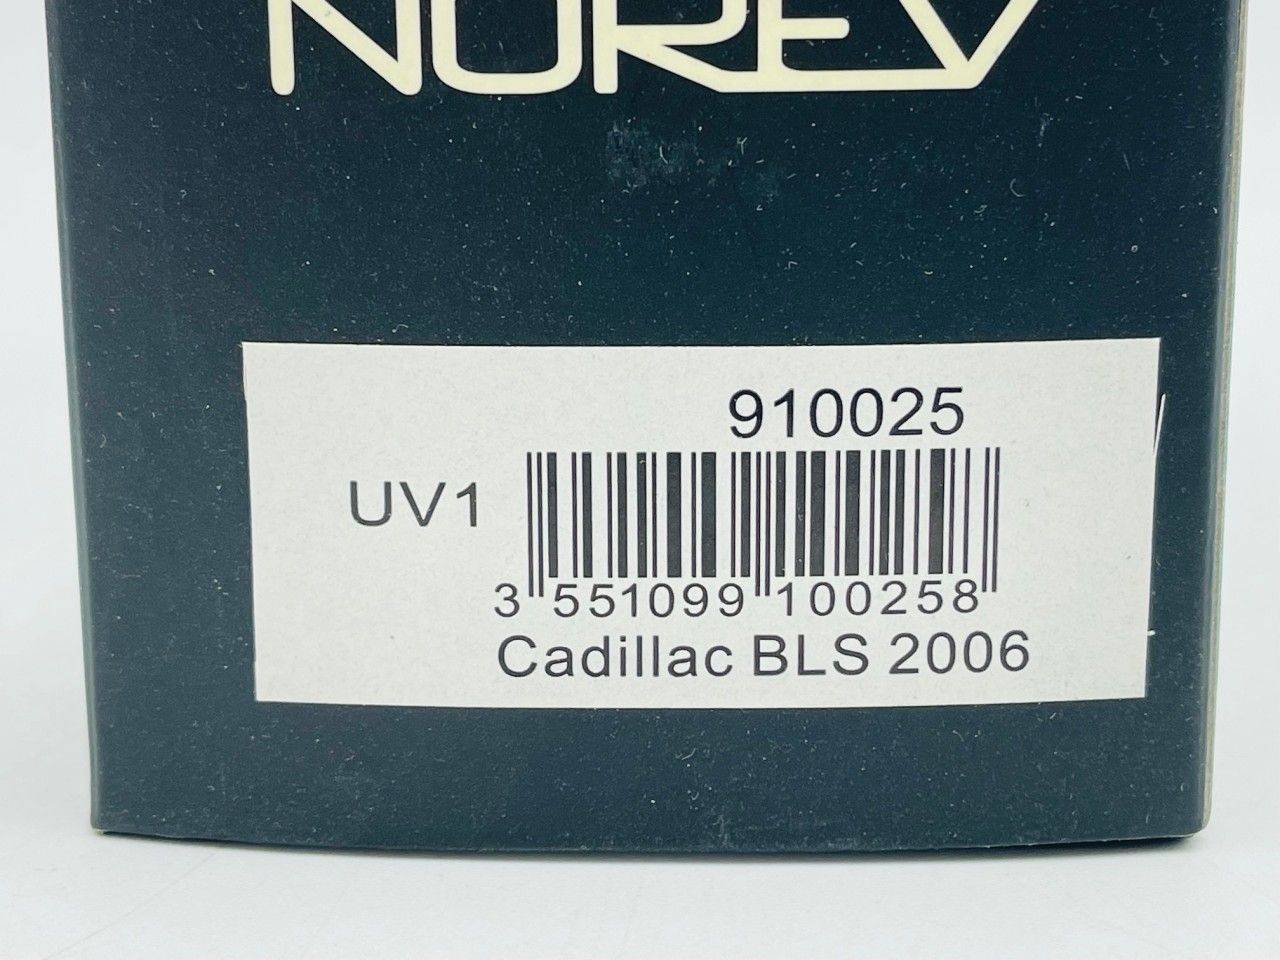 NOREV
910025
UV1
3 551099 100258
Cadillac BLS 2006